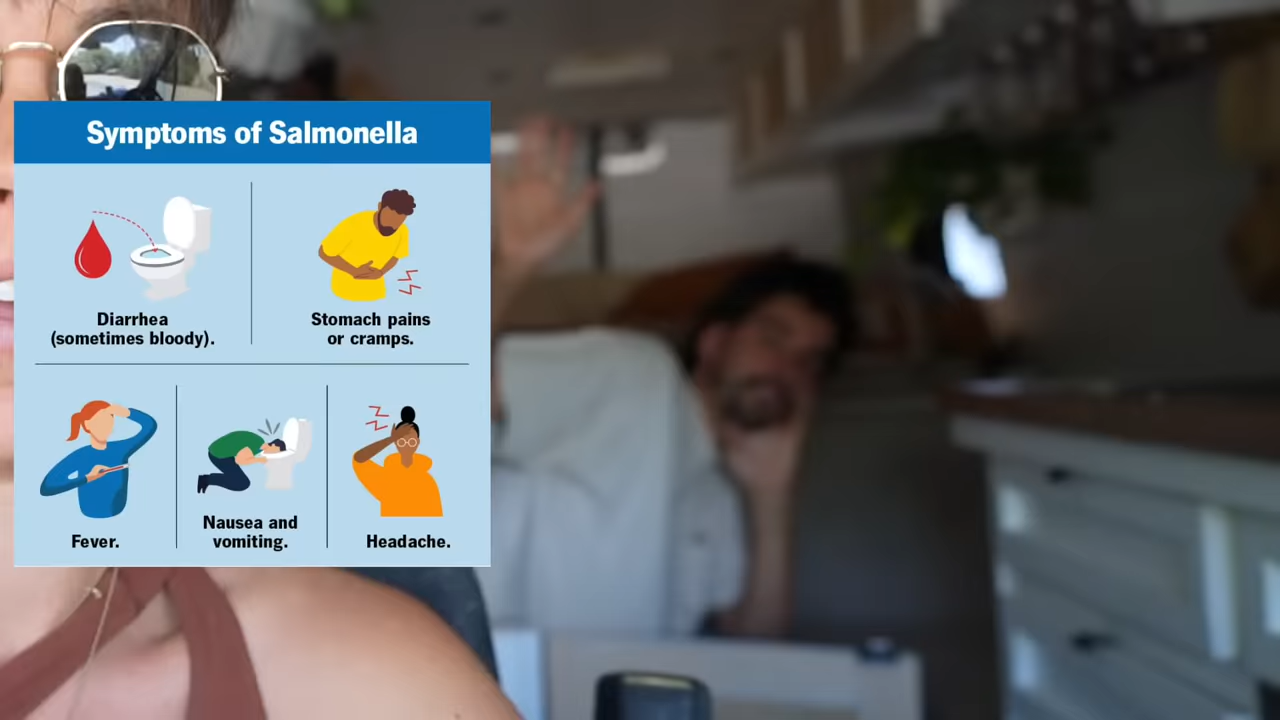 Symptoms of Salmonella
Diarrhea
(sometimes bloody).
Stomach pains
or cramps.
Fever.
Nausea and
vomiting.
Headache.